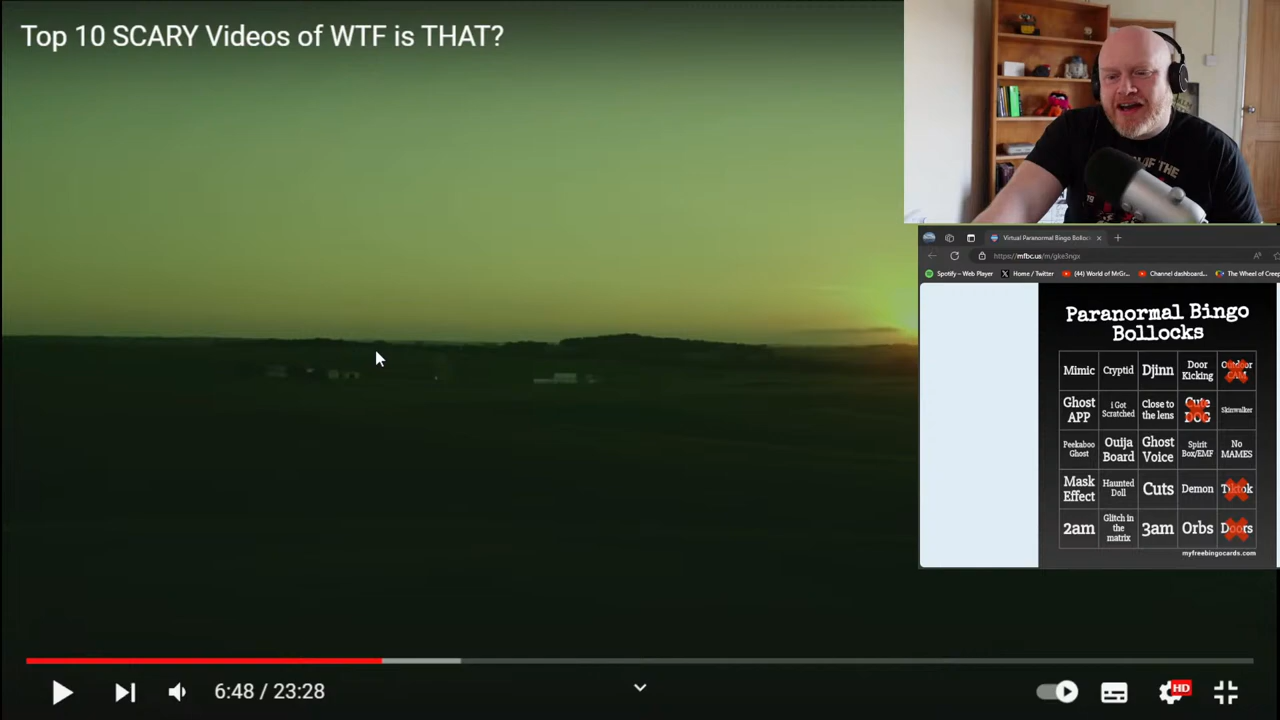 Top 10 SCARY Videos of WTF is THAT?
Virtual Paranormal Bingo Bolloc
https://mfbc.us/m/gke3ngx
Spotify – Web Player
Home / Twitter
(44) World of MrGr...
Channel dashboard...
The Wheel of Creep
Paranormal Bingo
Bollocks
Mimic
Cryptid
Djinn
Door
Kicking
Outdoor
CAM
Ghost
APP
i Got
Scratched
Close to
the lens
Cute
DOG
Skinwalker
Peekaboo
Ghost
Ouija
Board
Ghost
Voice
Spirit
Box/EMF
No
MAMES
Mask
Effect
Haunted
Doll
Cuts
Demon
Tiktok
2am
Glitch in
the
matrix
3am
Orbs
Doors
myfreebingocards.com
6:48 / 23:28
HD